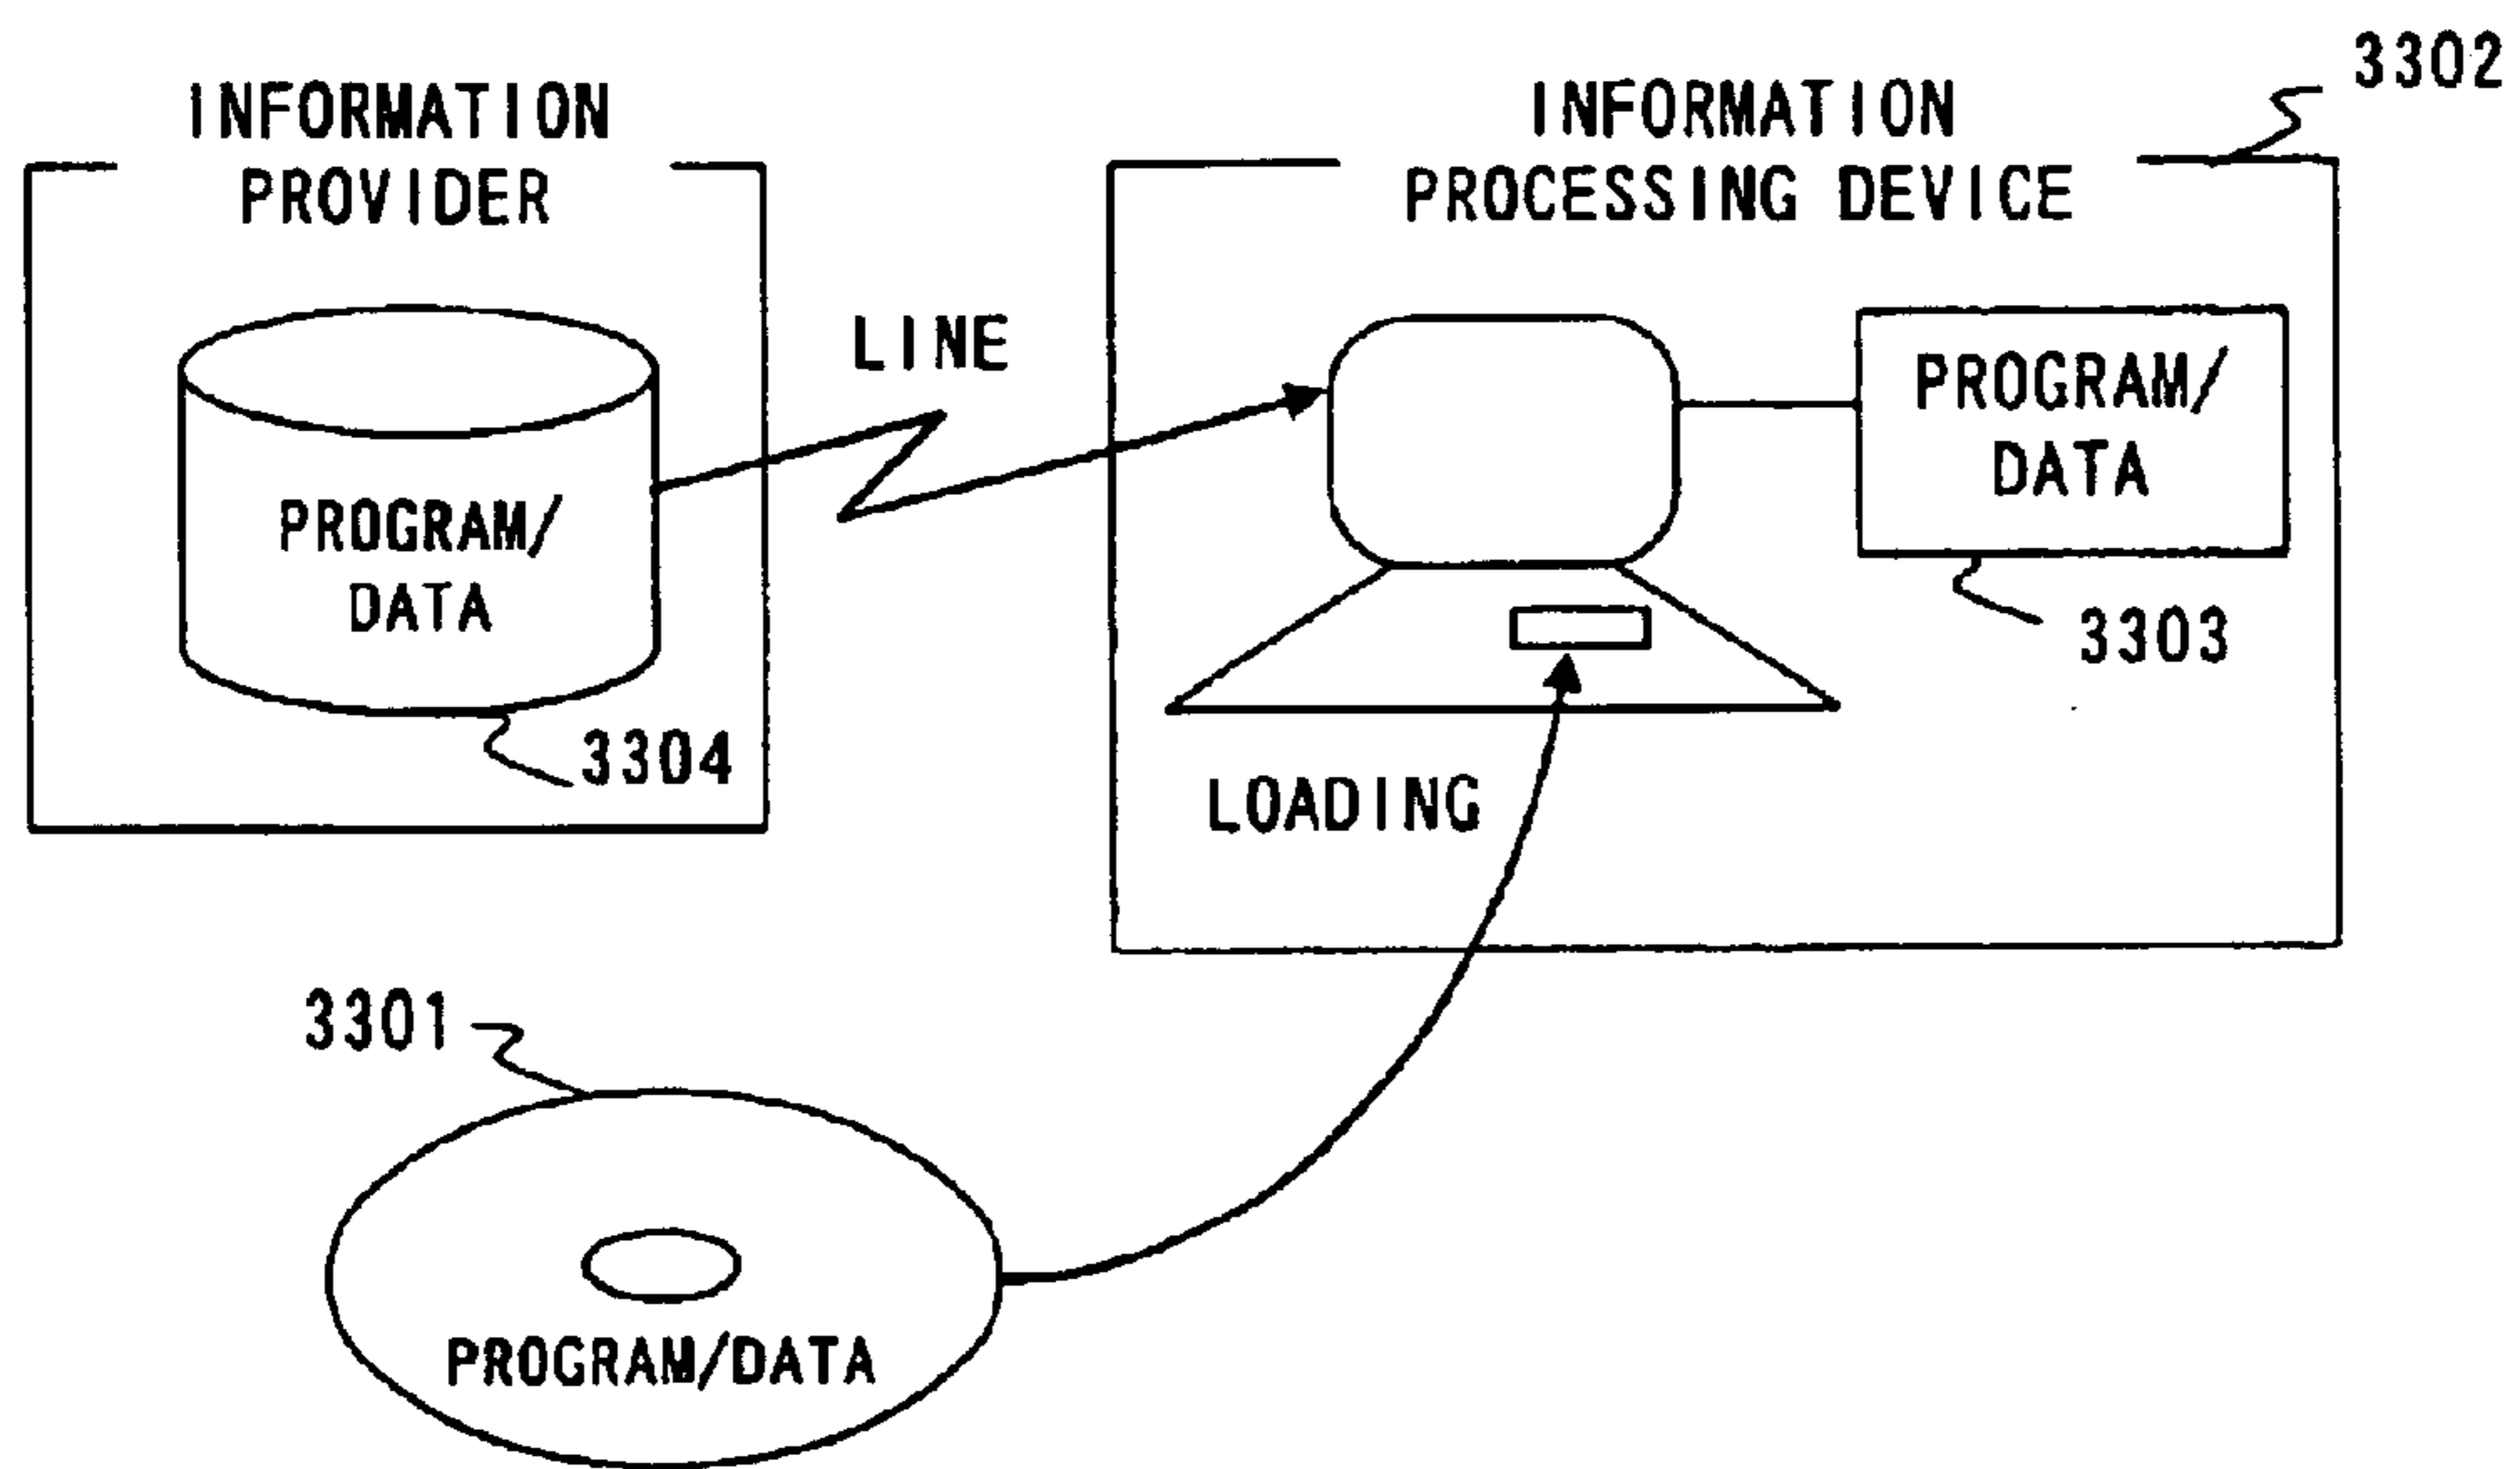 3302
INFORMATION
PROVIDER
INFORMATION
PROCESSING DEVICE
LINE
PROGRAM/
DATA
PROGRAM/
DATA
3303
3304
LOADING
3301
PROGRAM/DATA